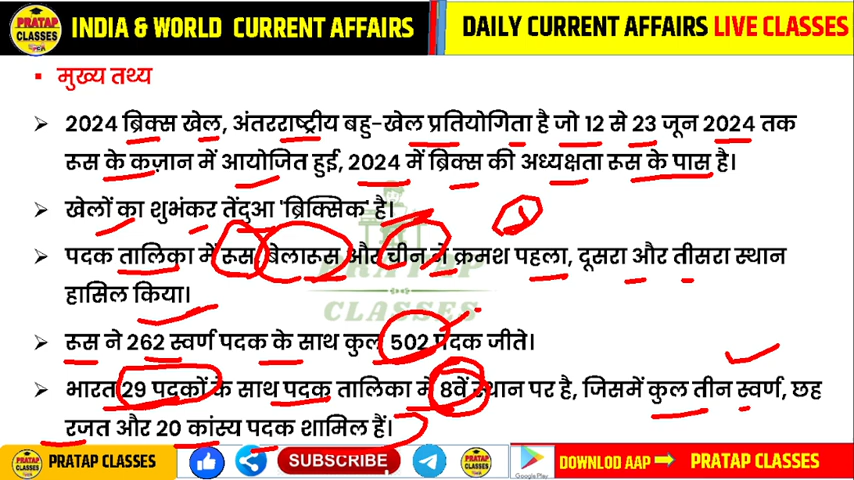 PRATAP CLASSES
INDIA & WORLD CURRENT AFFAIRS
DAILY CURRENT AFFAIRS LIVE CLASSES
मुख्य तथ्य
2024 ब्रिक्स खेल, अंतरराष्ट्रीय बहु-खेल प्रतियोगिता है जो 12 से 23 जून 2024 तक
रूस के कज़ान में आयोजित हुई, 2024 में ब्रिक्स की अध्यक्षता रूस के पास है।
खेलों का शुभंकर तेंदुआ 'ब्रिक्सिक' है।
पदक तालिका में रूस बेलारूस और चीन ने क्रमश पहला, दूसरा और तीसरा स्थान
हासिल किया।
PRATAP
CLASSES
रूस ने 262 स्वर्ण पदक के साथ कुल 502 पदक जीते।
भारत 29 पदकों के साथ पदक तालिका में 8वें स्थान पर है, जिसमें कुल तीन स्वर्ण, छह
रजत और 20 कांस्य पदक शामिल हैं।
PRATAP CLASSES
SUBSCRIBE
Google Play
DOWNLOD AAP
PRATAP CLASSES